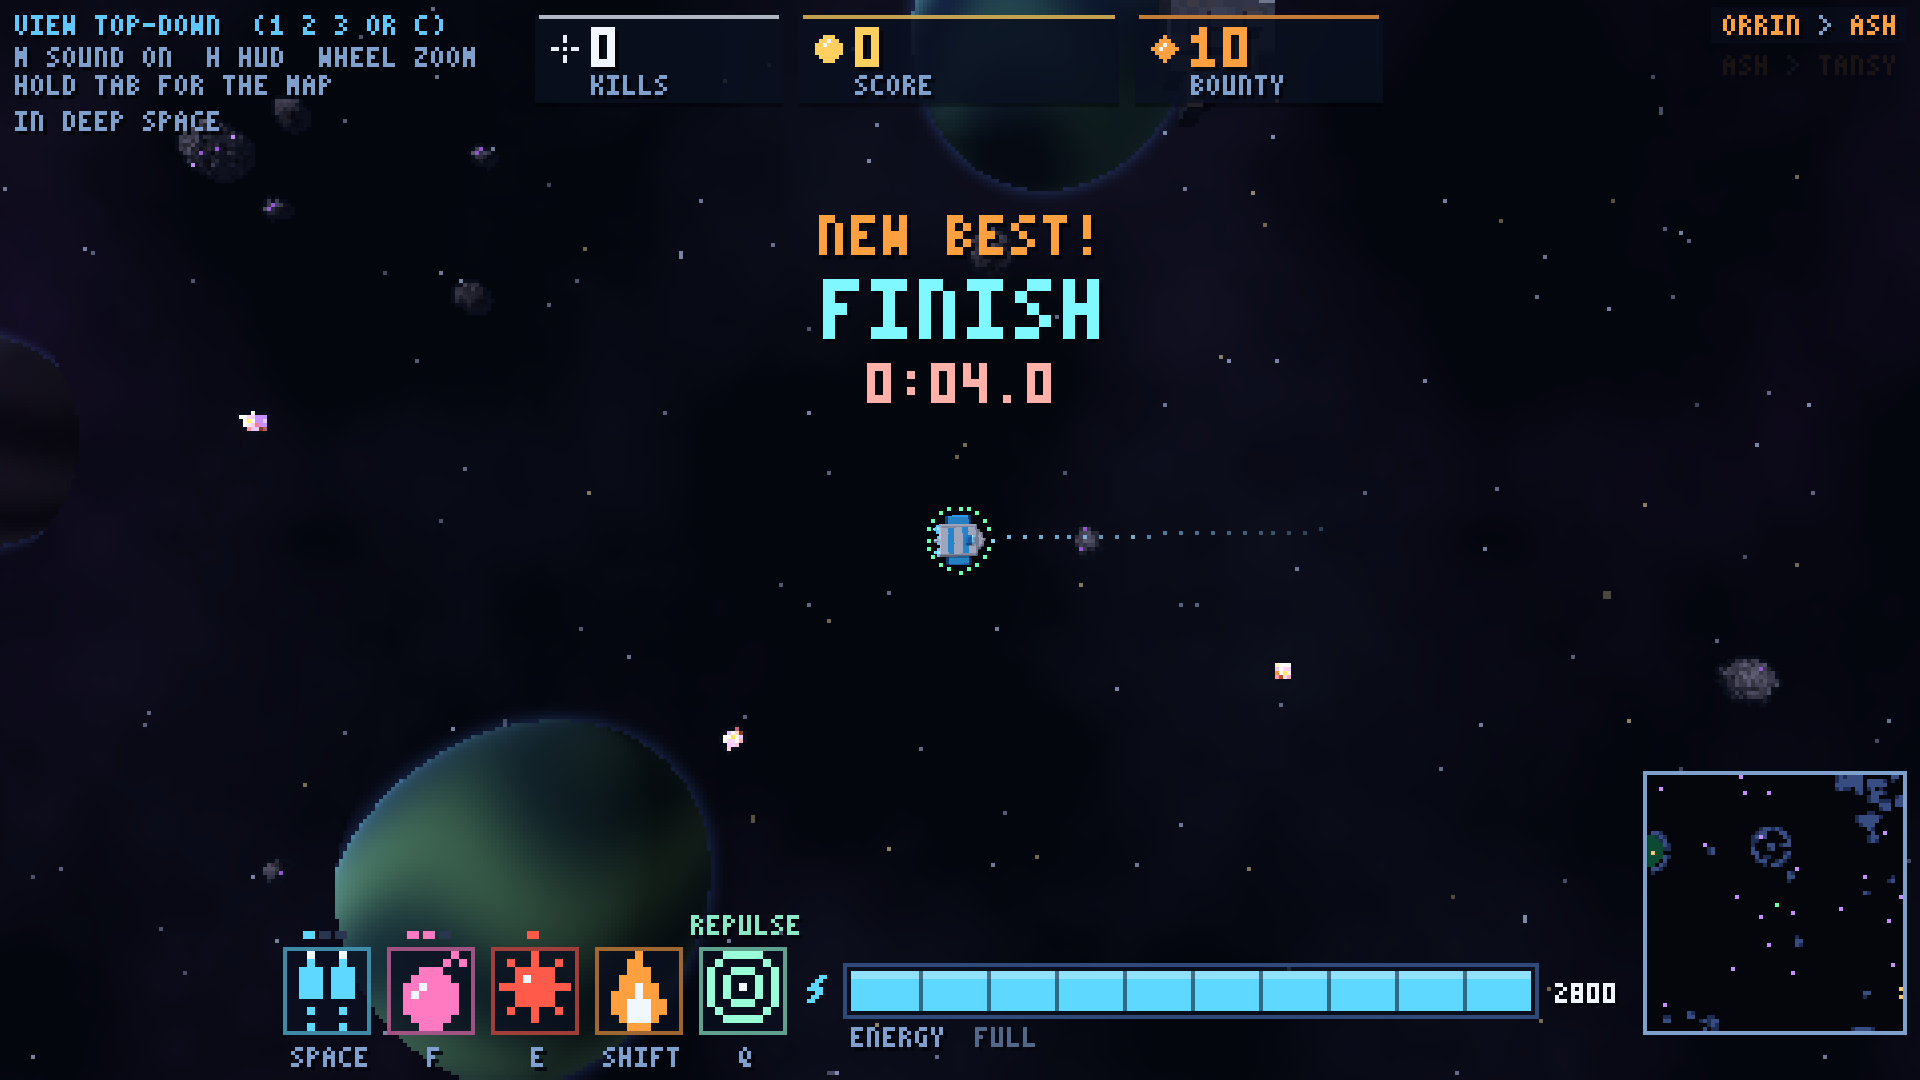 VIEW TOP-DOWN (1 2 3 OR C)
M SOUND ON H HUD WHEEL ZOOM
HOLD TAB FOR THE MAP
IN DEEP SPACE
0
KILLS
0
SCORE
10
BOUNTY
ORRIN > ASH
ASH > TANSY
NEW BEST!
FINISH
0:04.0
REPULSE
SPACE
F
E
SHIFT
Q
2800
ENERGY FULL